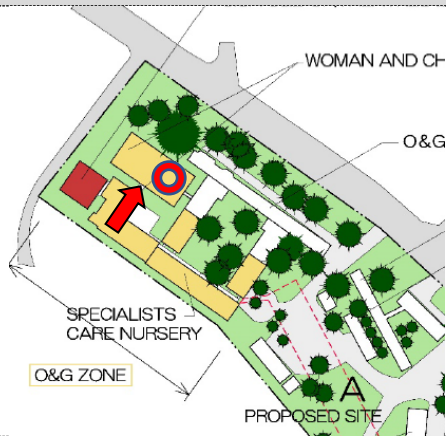 WOMAN AND CH
O&G
SPECIALISTS
CARE NURSERY
O&G ZONE
A
PROPOSED SITE